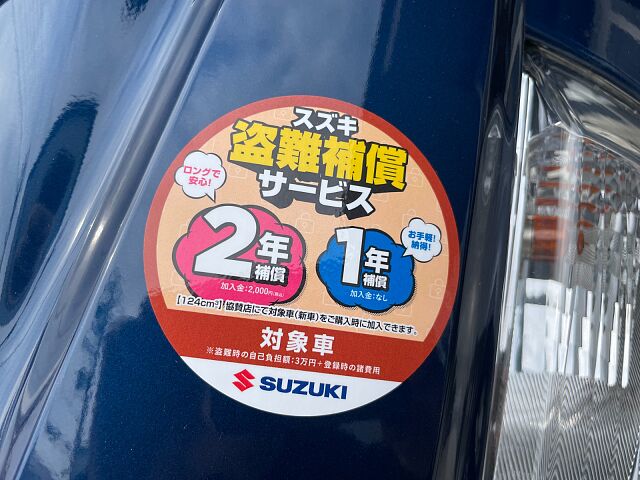 スズキ
盗難補償
サービス
ロングで
安心!
2年
補償
加入金:2,000円(税込)
お手軽!
納得!
1年
補償
加入金:なし
【124cm³】協賛店にて対象車(新車)をご購入時に加入できます。
対象車
※盗難時の自己負担額:3万円+登録時の諸費用
SUZUKI